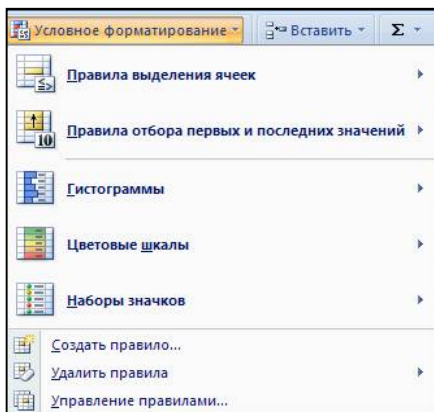 Условное форматирование Вставить Σ
Правила выделения ячеек
Правила отбора первых и последних значений
10
Гистограммы
Цветовые шкалы
Наборы значков
Создать правило...
Удалить правила
Управление правилами...